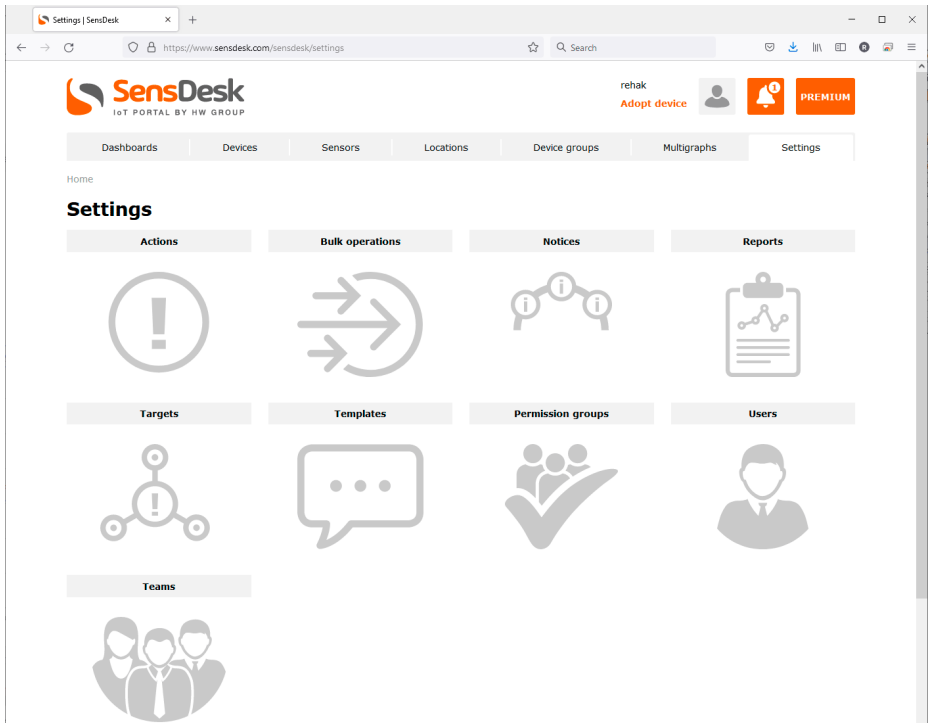 Settings | SensDesk
https://www.sensdesk.com/sensdesk/settings
Search
SensDesk
IoT PORTAL BY HW GROUP
rehak
Adopt device
1
PREMIUM
Dashboards Devices Sensors Locations Device groups Multigraphs Settings
Home
Settings
Actions Bulk operations Notices Reports
! i i i
Targets Templates Permission groups Users
!
Teams